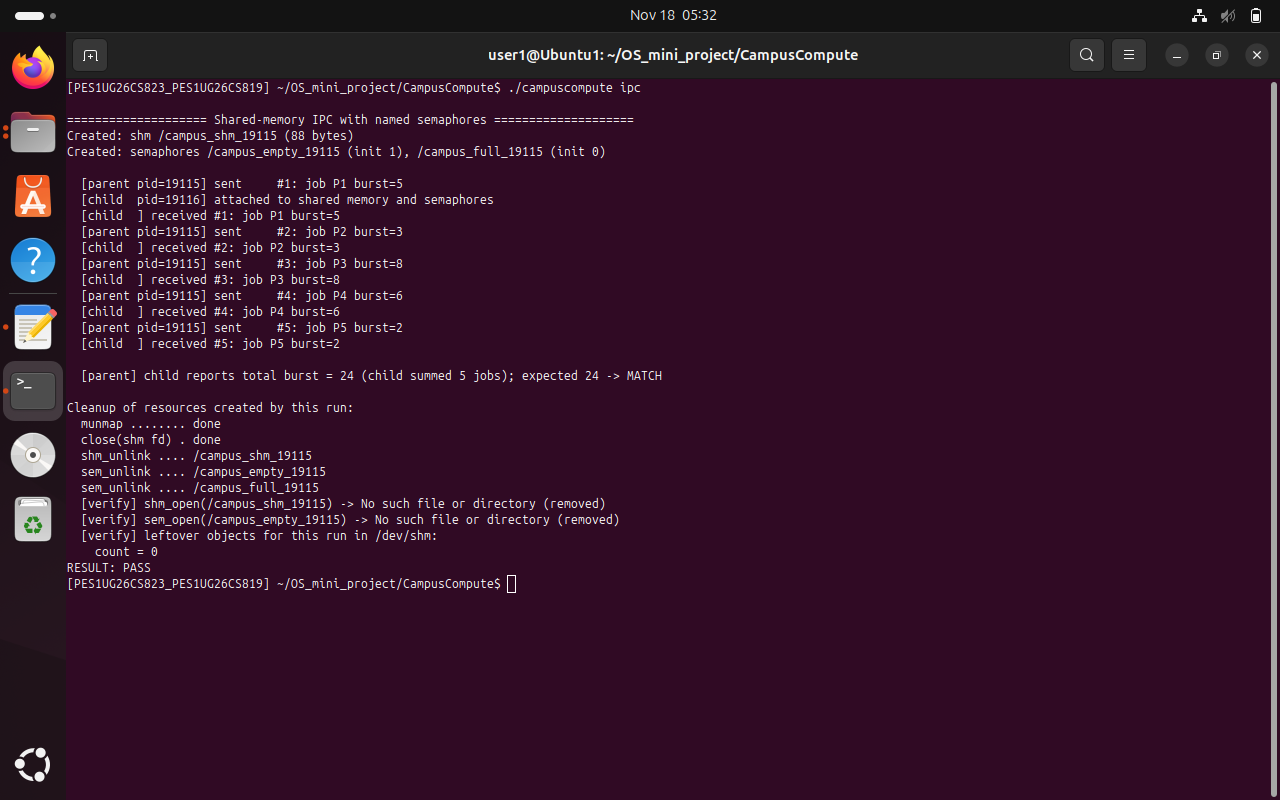 Nov 18 05:32
user1@Ubuntu1: ~/OS_mini_project/CampusCompute
[PES1UG26CS823_PES1UG26CS819] ~/OS_mini_project/CampusCompute$ ./campuscompute ipc
==================== Shared-memory IPC with named semaphores ====================
Created: shm /campus_shm_19115 (88 bytes)
Created: semaphores /campus_empty_19115 (init 1), /campus_full_19115 (init 0)
[parent pid=19115] sent     #1: job P1 burst=5
[child  pid=19116] attached to shared memory and semaphores
[child  ] received #1: job P1 burst=5
[parent pid=19115] sent     #2: job P2 burst=3
[child  ] received #2: job P2 burst=3
[parent pid=19115] sent     #3: job P3 burst=8
[child  ] received #3: job P3 burst=8
[parent pid=19115] sent     #4: job P4 burst=6
[child  ] received #4: job P4 burst=6
[parent pid=19115] sent     #5: job P5 burst=2
[child  ] received #5: job P5 burst=2
[parent] child reports total burst = 24 (child summed 5 jobs); expected 24 -> MATCH
Cleanup of resources created by this run:
munmap ........ done
close(shm fd) . done
shm_unlink .... /campus_shm_19115
sem_unlink .... /campus_empty_19115
sem_unlink .... /campus_full_19115
[verify] shm_open(/campus_shm_19115) -> No such file or directory (removed)
[verify] sem_open(/campus_empty_19115) -> No such file or directory (removed)
[verify] leftover objects for this run in /dev/shm:
count = 0
RESULT: PASS
[PES1UG26CS823_PES1UG26CS819] ~/OS_mini_project/CampusCompute$